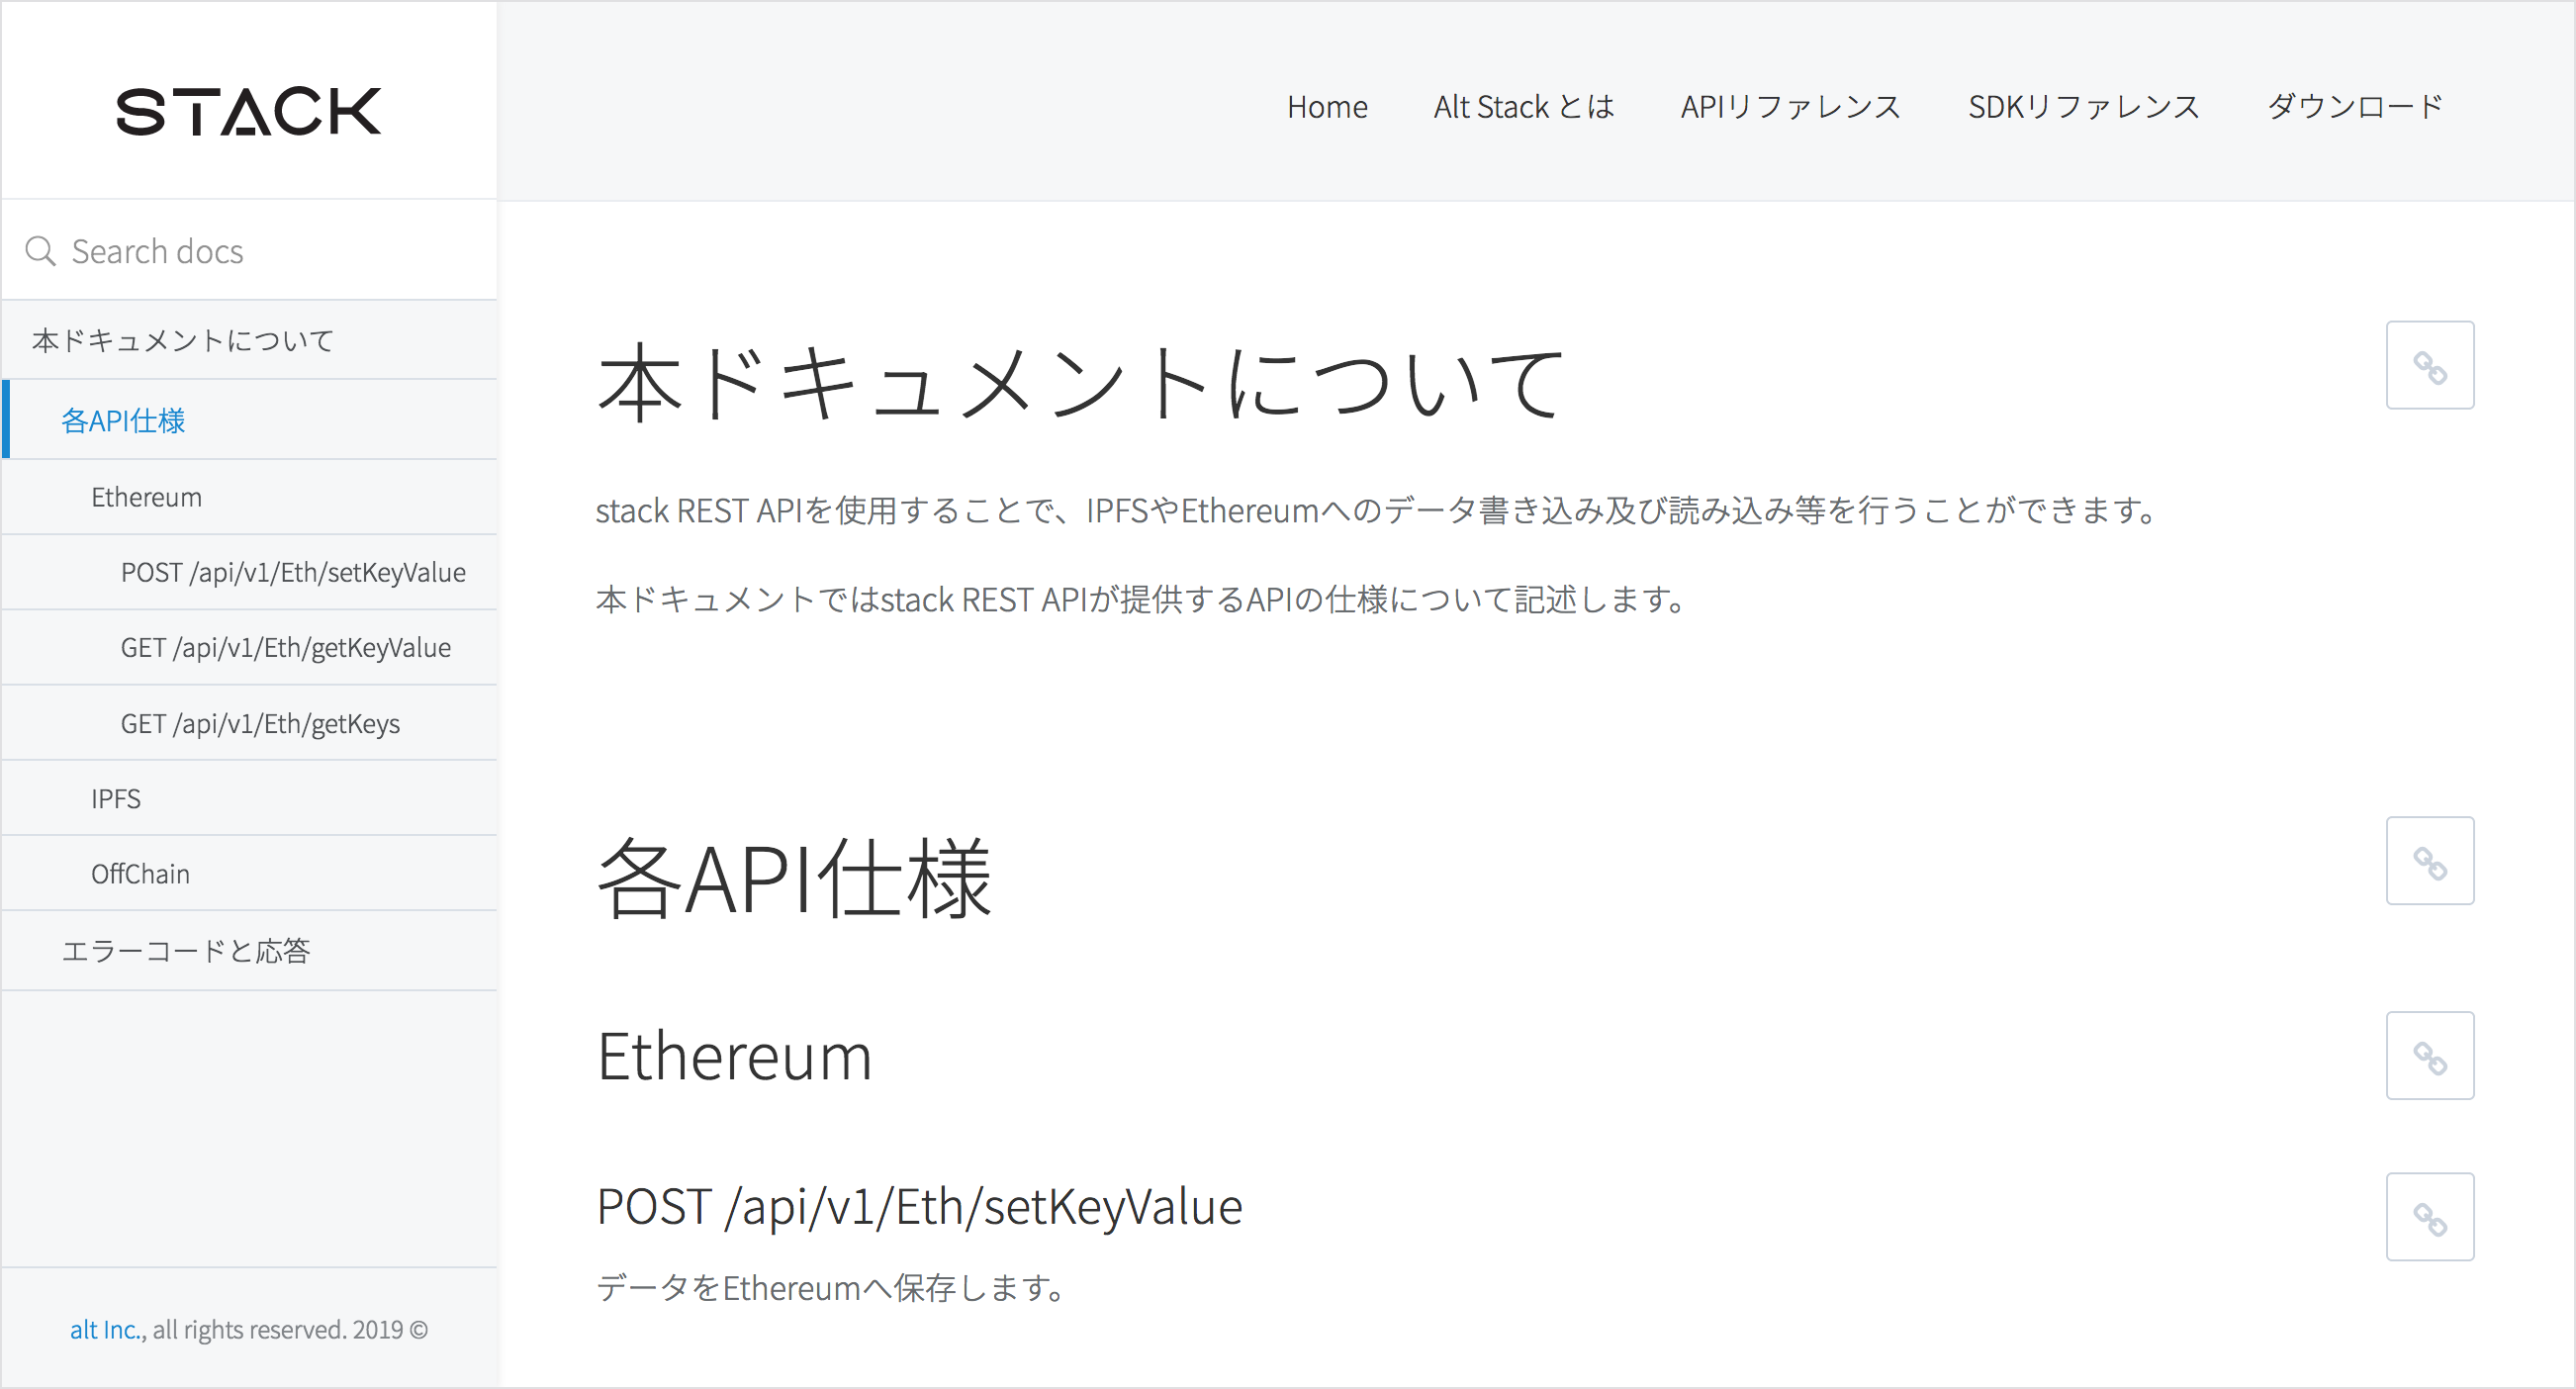 STACK
Home Alt Stack とは APIリファレンス SDKリファレンス ダウンロード
Search docs
本ドキュメントについて
各API仕様
Ethereum
POST /api/v1/Eth/setKeyValue
GET /api/v1/Eth/getKeyValue
GET /api/v1/Eth/getKeys
IPFS
OffChain
エラーコードと応答
alt Inc., all rights reserved. 2019 ©
本ドキュメントについて
stack REST APIを使用することで、IPFSやEthereumへのデータ書き込み及び読み込み等を行うことができます。
本ドキュメントではstack REST APIが提供するAPIの仕様について記述します。
各API仕様
Ethereum
POST /api/v1/Eth/setKeyValue
データをEthereumへ保存します。